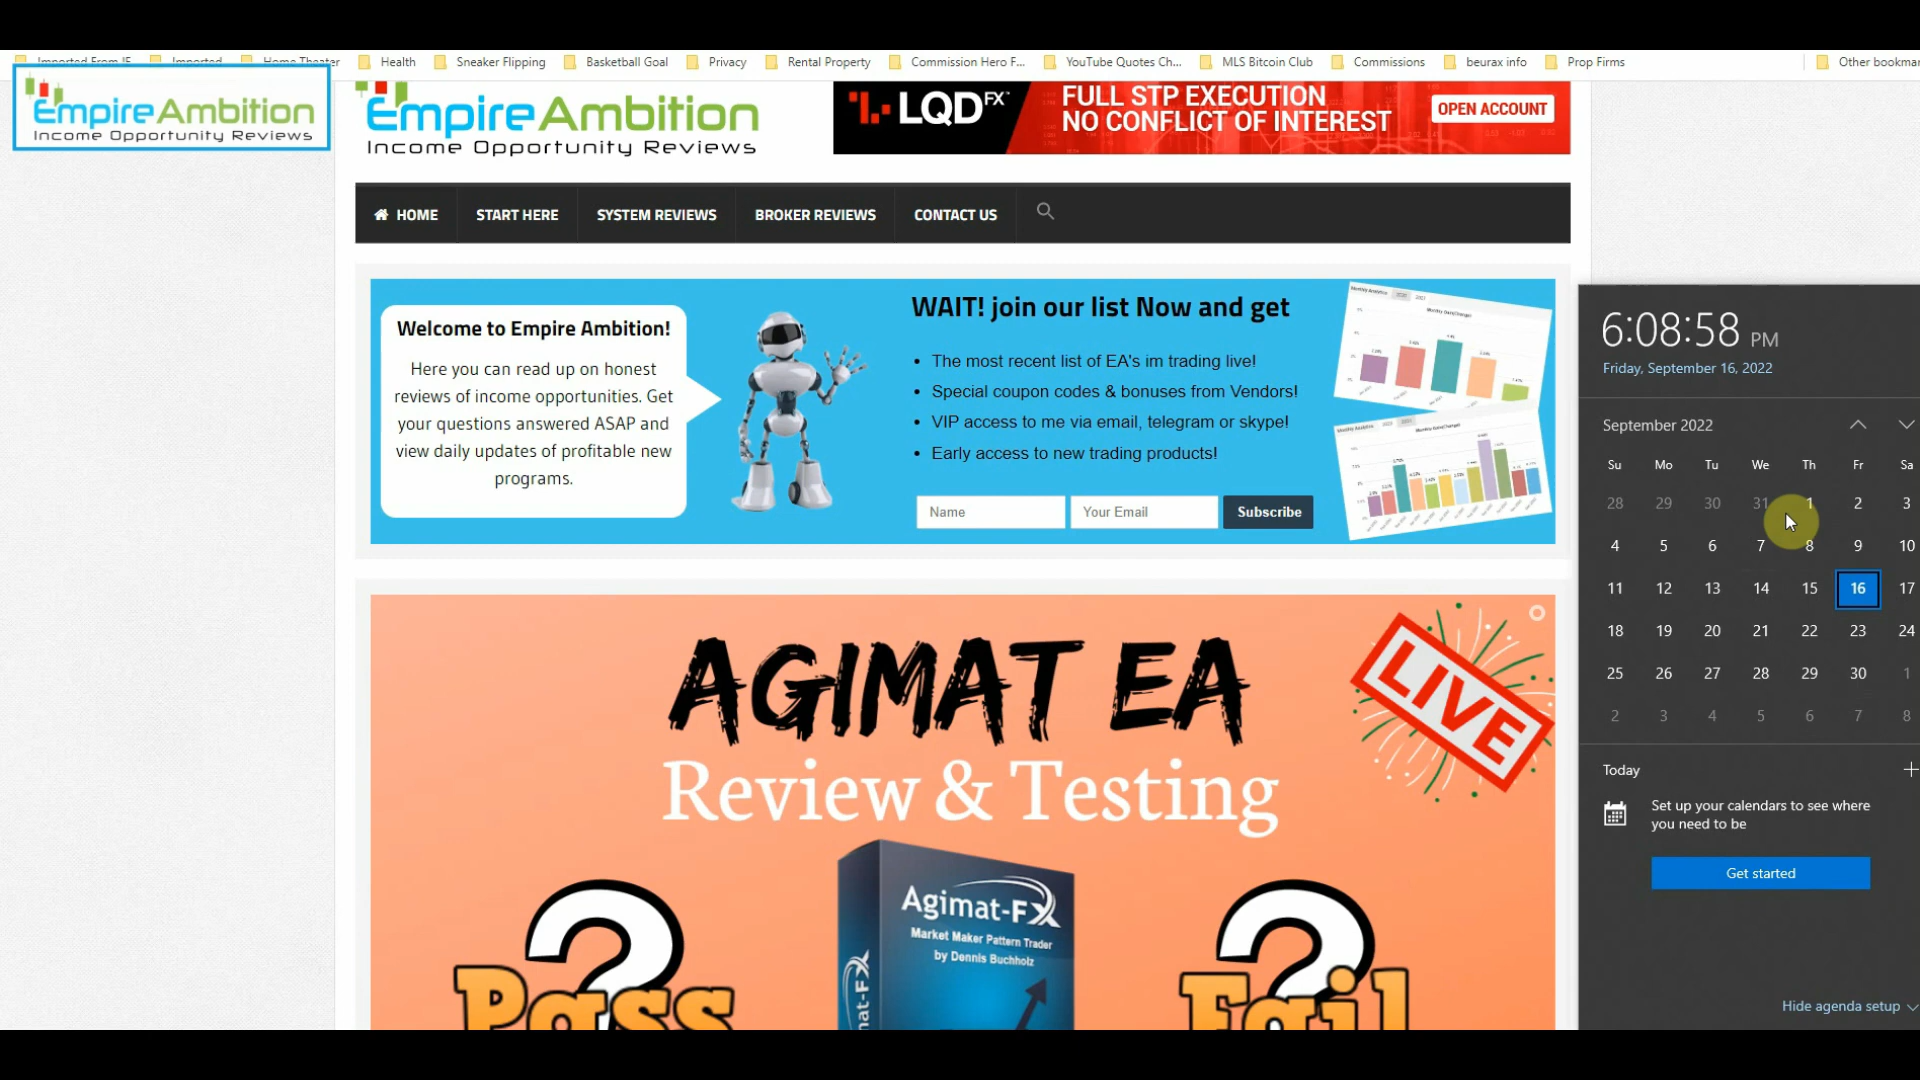 Imported From IE
Imported
Home Theater
Health
Sneaker Flipping
Basketball Goal
Privacy
Rental Property
Commission Hero F...
YouTube Quotes Ch...
MLS Bitcoin Club
Commissions
beurax info
Prop Firms
Other bookmar
EmpireAmbition
Income Opportunity Reviews
EmpireAmbition
Income Opportunity Reviews
LQD FX
FULL STP EXECUTION
NO CONFLICT OF INTEREST
OPEN ACCOUNT
HOME
START HERE
SYSTEM REVIEWS
BROKER REVIEWS
CONTACT US
Welcome to Empire Ambition!
Here you can read up on honest
reviews of income opportunities. Get
your questions answered ASAP and
view daily updates of profitable new
programs.
WAIT! join our list Now and get
• The most recent list of EA's im trading live!
• Special coupon codes & bonuses from Vendors!
• VIP access to me via email, telegram or skype!
• Early access to new trading products!
Name
Your Email
Subscribe
AGIMAT EA
Review & Testing
LIVE
?
Pass
Agimat-FX
Market Maker Pattern Trader
by Dennis Buchholz
?
Fail
6:08:58 PM
Friday, September 16, 2022
September 2022
Su Mo Tu We Th Fr Sa
28 29 30 31 1 2 3
4 5 6 7 8 9 10
11 12 13 14 15 16 17
18 19 20 21 22 23 24
25 26 27 28 29 30 1
2 3 4 5 6 7 8
Today
Set up your calendars to see where
you need to be
Get started
Hide agenda setup